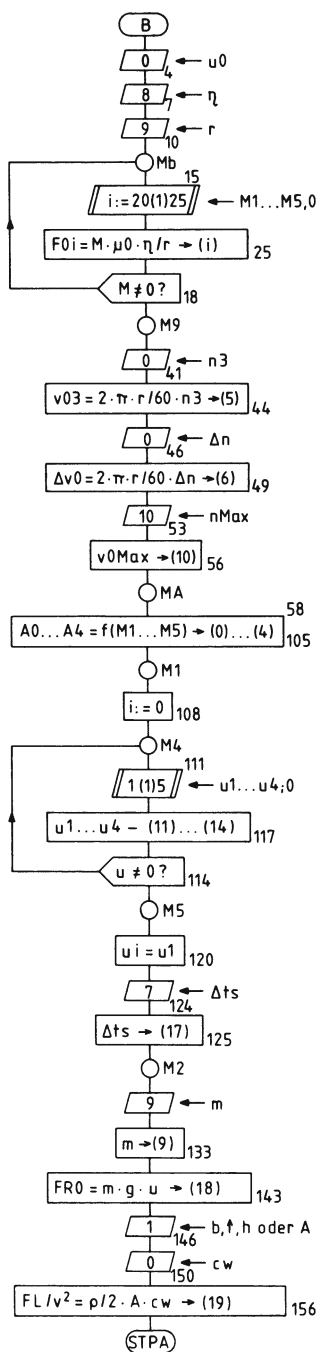 B
0 ← u0
4
8 ← η
7
9 ← r
10
Mb
15
i:=20(1)25 ← M1...M5,0
F0i = M·µ0·η/r → (i) 25
M≠0? 18
M9
0 ← n3
41
v03 = 2·π·r/60·n3 →(5) 44
0 ← Δn
46
Δv0 = 2·π·r/60·Δn →(6) 49
10 ← nMax
53
v0Max →(10) 56
MA
58
A0...A4 = f(M1...M5) → (0)...(4) 105
M1
i:=0 108
M4
111
1(1)5 ← u1...u4;0
u1...u4 – (11)...(14) 117
u≠0? 114
M5
ui = u1 120
7 ← Δts
124
Δts → (17) 125
M2
9 ← m
m→(9) 133
FR0 = m·g·u → (18) 143
1 ← b,↑,h oder A
146
0 ← cw
150
FL/v² = ρ/2·A·cw → (19) 156
STPA